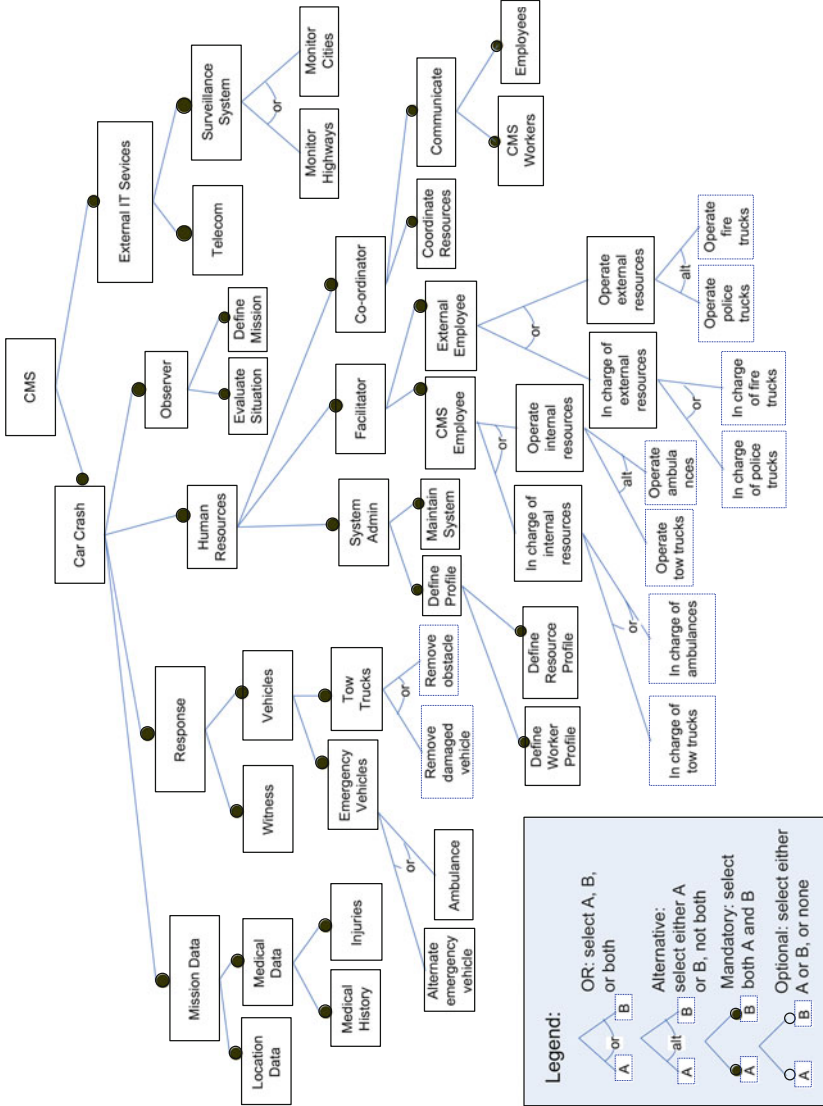 CMS
Car Crash
External IT Sevices
Mission Data
Response
Human
Resources
Observer
Telecom
Surveillance
System
Location
Data
Medical
Data
Witness
Vehicles
Evaluate
Situation
Define
Mission
or
Monitor
Highways
Monitor
Cities
Medical
History
Injuries
Emergency
Vehicles
Tow
Trucks
System
Admin
Facilitator
Co-ordinator
or
or
Alternate
emergency
vehicle
Ambulance
Remove
damaged
vehicle
Remove
obstacle
Define
Profile
Maintain
System
CMS
Employee
External
Employee
Coordinate
Resources
Communicate
Define
Worker
Profile
Define
Resource
Profile
or
In charge of
internal
resources
Operate
internal
resources
or
CMS
Workers
Employees
or
In charge of
tow trucks
In charge of
ambulances
alt
Operate
tow trucks
Operate
ambula
nces
In charge of
external
resources
Operate
external
resources
or
In charge
of police
trucks
In charge
of fire
trucks
alt
Operate
police
trucks
Operate
fire
trucks
Legend:
or
A
B
OR: select A, B,
or both
alt
A
B
Alternative:
select either A
or B, not both
A
B
Mandatory: select
both A and B
A
B
Optional: select either
A or B, or none